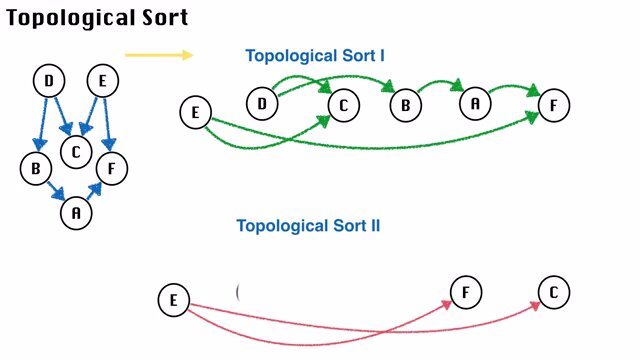 Topological Sort
Topological Sort I
D E
C
B F
A
E D C B A F
Topological Sort II
E F C